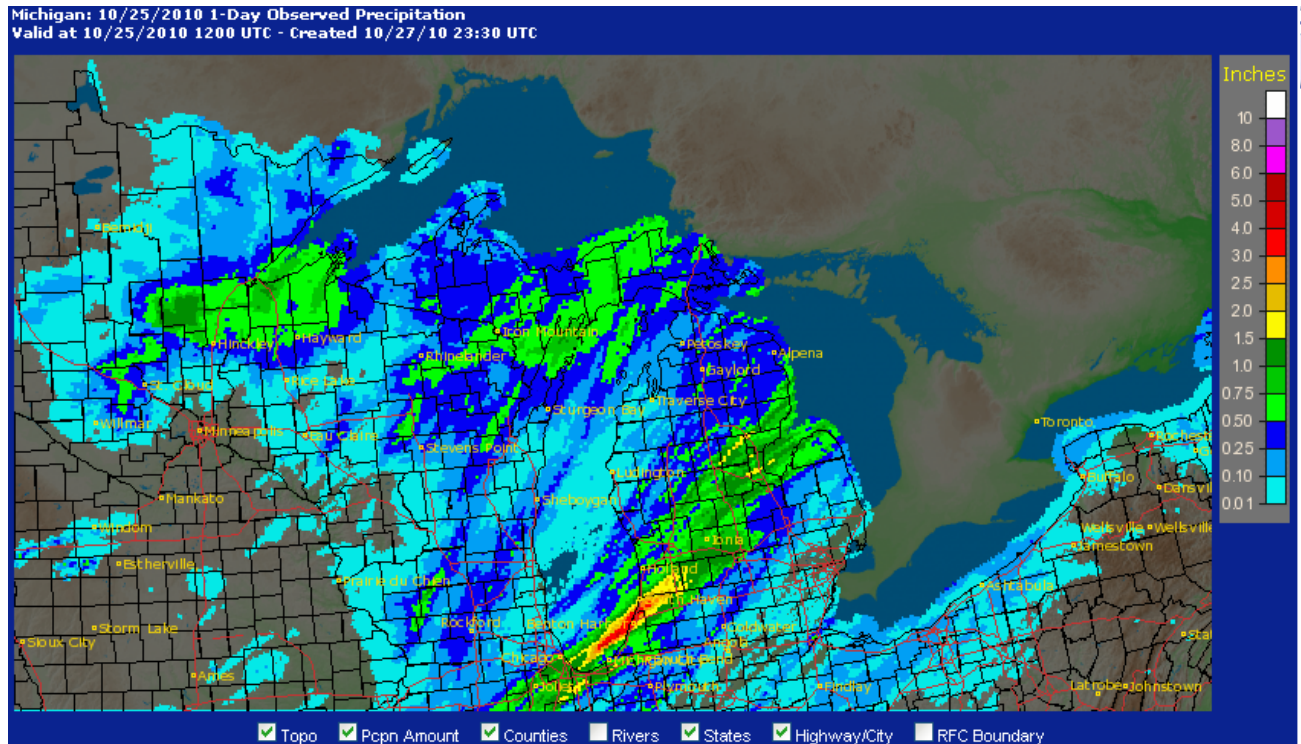 Michigan: 10/25/2010 1-Day Observed Precipitation
Valid at 10/25/2010 1200 UTC - Created 10/27/10 23:30 UTC
Inches
10
8.0
6.0
5.0
4.0
3.0
2.5
2.0
1.5
1.0
0.75
0.50
0.25
0.10
0.01
Bemidji
Hinckley
Hayward
Iron Mountain
Rhinelander
Petoskey
Alpena
Gaylord
St. Cloud
Rice Lake
Traverse City
Sturgeon Bay
Willmar
Minneapolis
Eau Claire
Stevens Point
Toronto
Ludington
Buffalo
Mankato
Sheboygan
Windom
Wellsville
Wellsville
Ionia
Jamestown
Estherville
Holland
Prairie du Chien
Ashtabula
Haven
Rockford
Benton Harbor
Coldwater
Storm Lake
Sioux City
Angola
Chicago
Ames
Joliet
Plymouth
Findlay
Latrobe
Johnstown
Topo
Pcpn Amount
Counties
Rivers
States
Highway/City
RFC Boundary